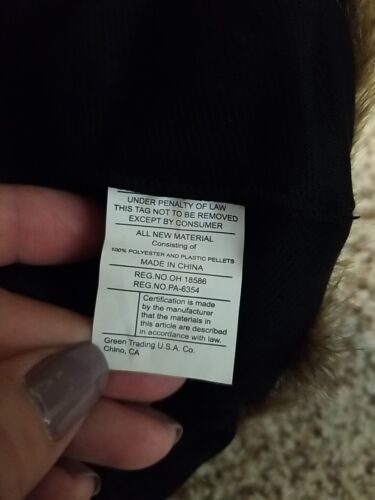 UNDER PENALTY OF LAW
THIS TAG NOT TO BE REMOVED
EXCEPT BY CONSUMER
ALL NEW MATERIAL
Consisting of
100% POLYESTER AND PLASTIC PELLETS
MADE IN CHINA
REG.NO.OH 18586
REG.NO.PA-6354
Certification is made
by the manufacturer
that the materials in
this article are described
in accordance with law.
Green Trading U.S.A. Co.
Chino, CA